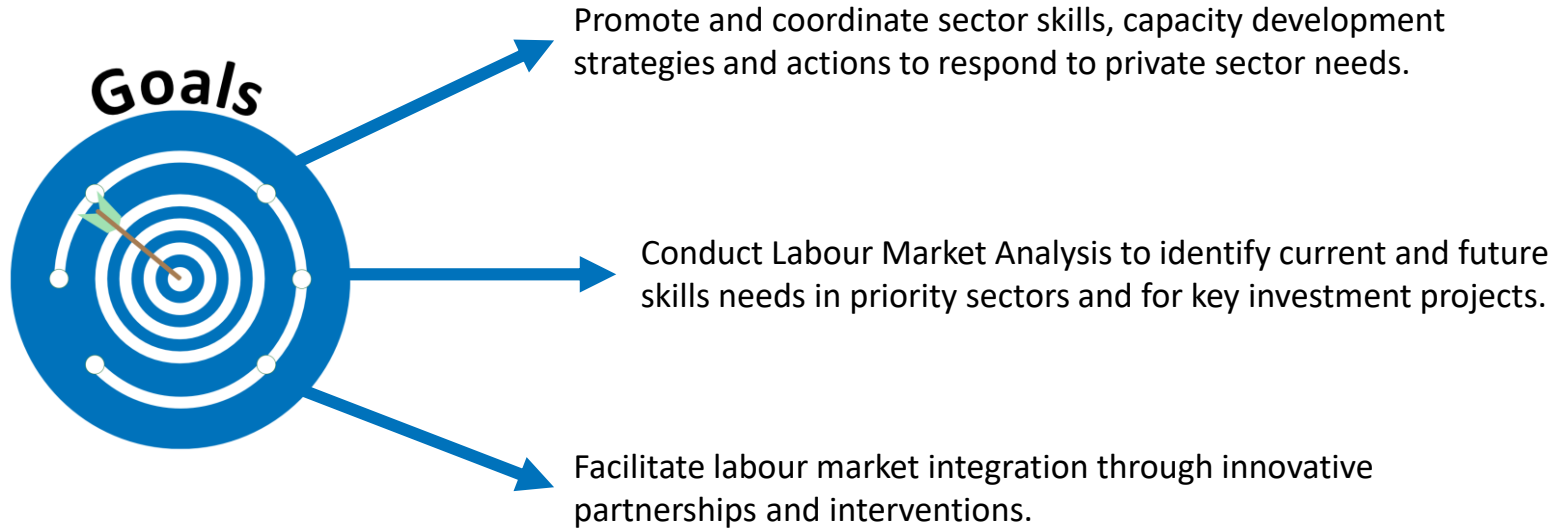 Goals
Promote and coordinate sector skills, capacity development
strategies and actions to respond to private sector needs.
Conduct Labour Market Analysis to identify current and future
skills needs in priority sectors and for key investment projects.
Facilitate labour market integration through innovative
partnerships and interventions.